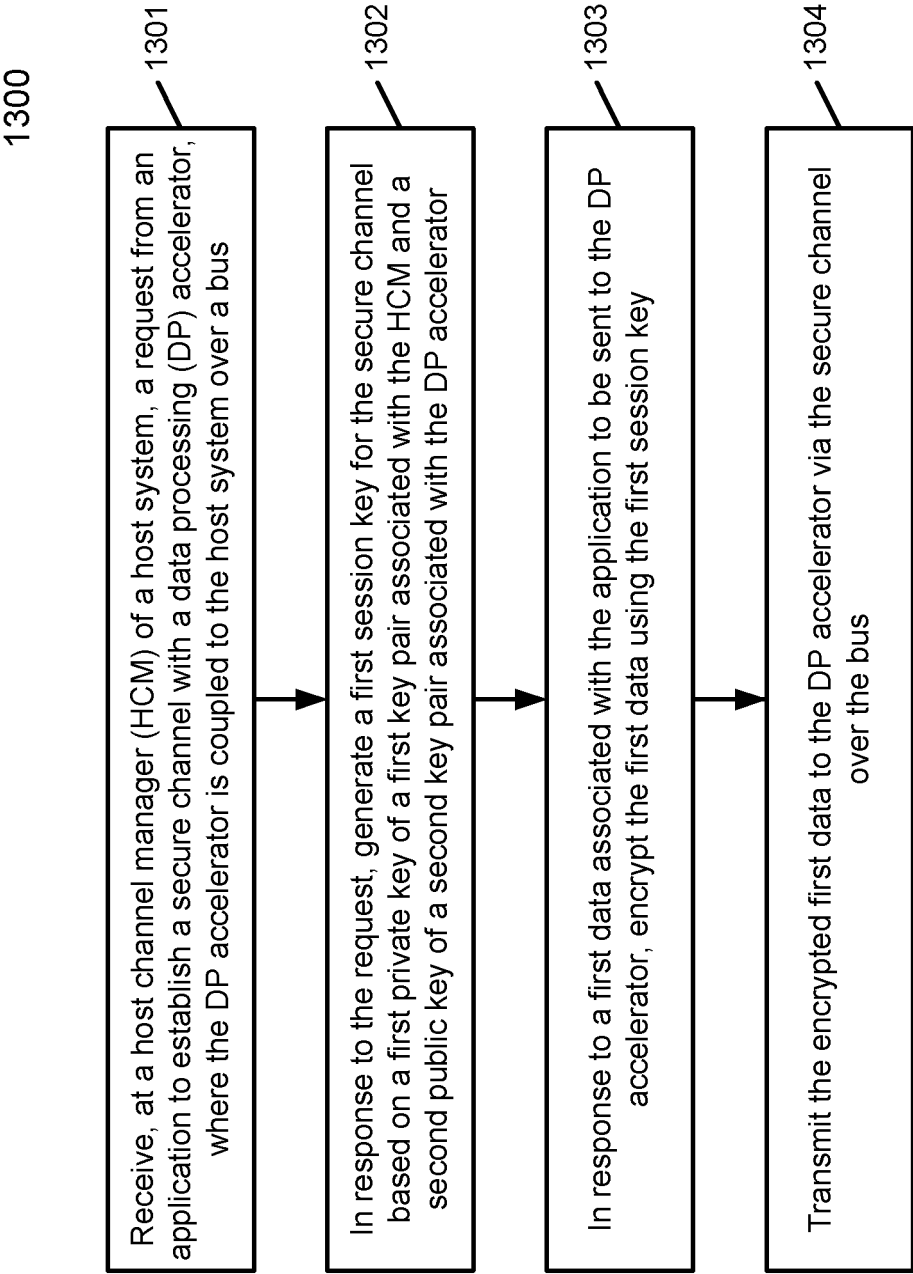 1300
Receive, at a host channel manager (HCM) of a host system, a request from an
application to establish a secure channel with a data processing (DP) accelerator,
where the DP accelerator is coupled to the host system over a bus
1301
In response to the request, generate a first session key for the secure channel
based on a first private key of a first key pair associated with the HCM and a
second public key of a second key pair associated with the DP accelerator
1302
In response to a first data associated with the application to be sent to the DP
accelerator, encrypt the first data using the first session key
1303
Transmit the encrypted first data to the DP accelerator via the secure channel
over the bus
1304